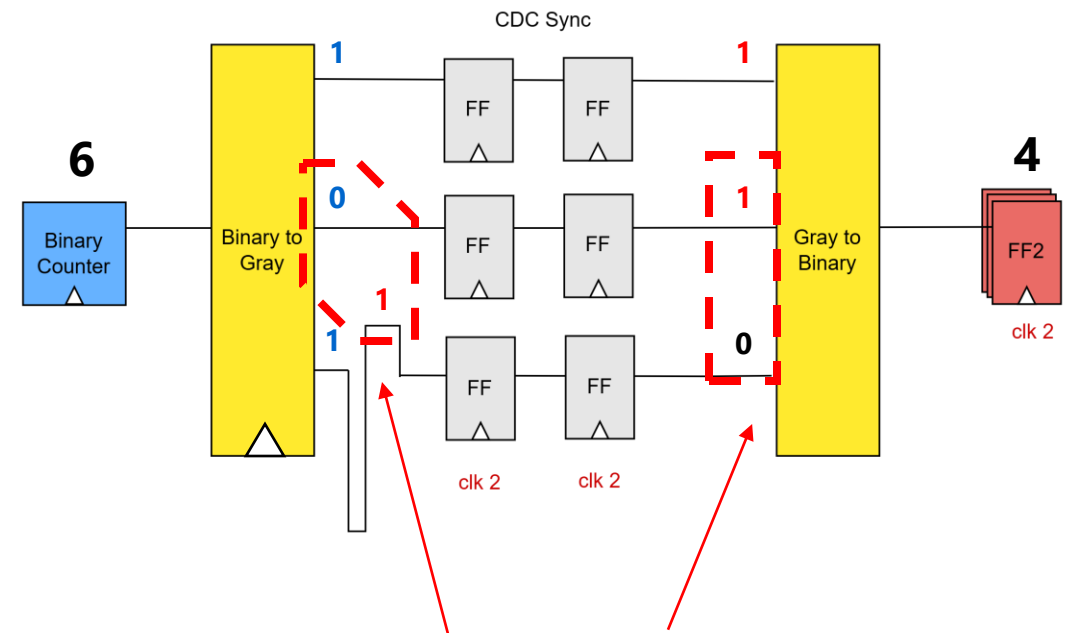 CDC Sync
1
1
FF
FF
6
4
0
1
Binary
Counter
Binary to
Gray
FF
FF
Gray to
Binary
FF2
1
1
0
clk 2
FF
FF
clk 2
clk 2